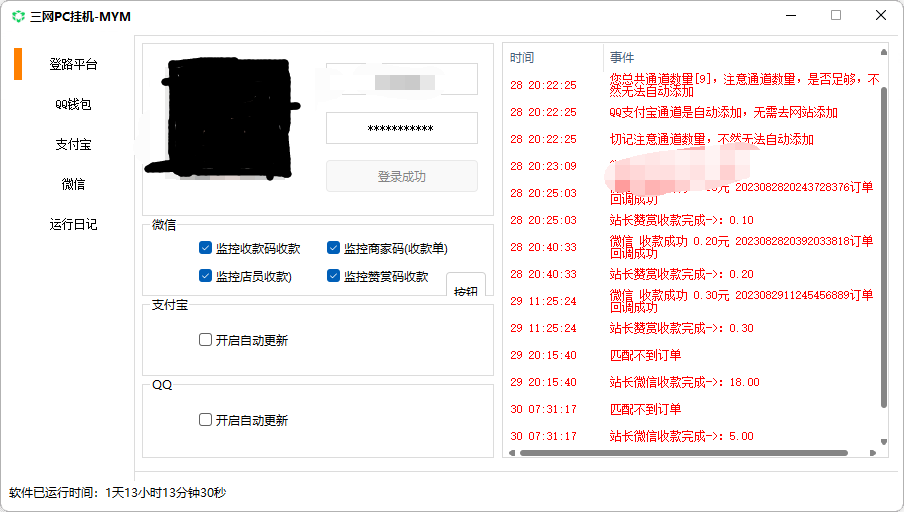 三网PC挂机-MYM
登路平台
QQ钱包
支付宝
微信
运行日记
***********
登录成功
微信
监控收款码收款
监控商家码(收款单)
监控店员收款)
监控赞赏码收款
按钮
支付宝
开启自动更新
QQ
开启自动更新
时间
事件
28 20:22:25
你总共通道数量[9], 注意通道数量, 是否足够, 不
然无法自动添加
28 20:22:25
QQ支付宝通道是自动添加, 无需去网站添加
28 20:22:25
切记注意通道数量, 不然无法自动添加
28 20:23:09
28 20:25:03
0元 2023082820243728376订单
回调成功
28 20:25:03
站长赞赏收款完成->: 0.10
28 20:40:33
微信 收款成功 0.20元 2023082820392033818订单
回调成功
28 20:40:33
站长赞赏收款完成->: 0.20
29 11:25:24
微信 收款成功 0.30元 2023082911245456889订单
回调成功
29 11:25:24
站长赞赏收款完成->: 0.30
29 20:15:40
匹配不到订单
29 20:15:40
站长微信收款完成->: 18.00
30 07:31:17
匹配不到订单
30 07:31:17
站长微信收款完成->: 5.00
软件已运行时间: 1天13小时13分钟30秒